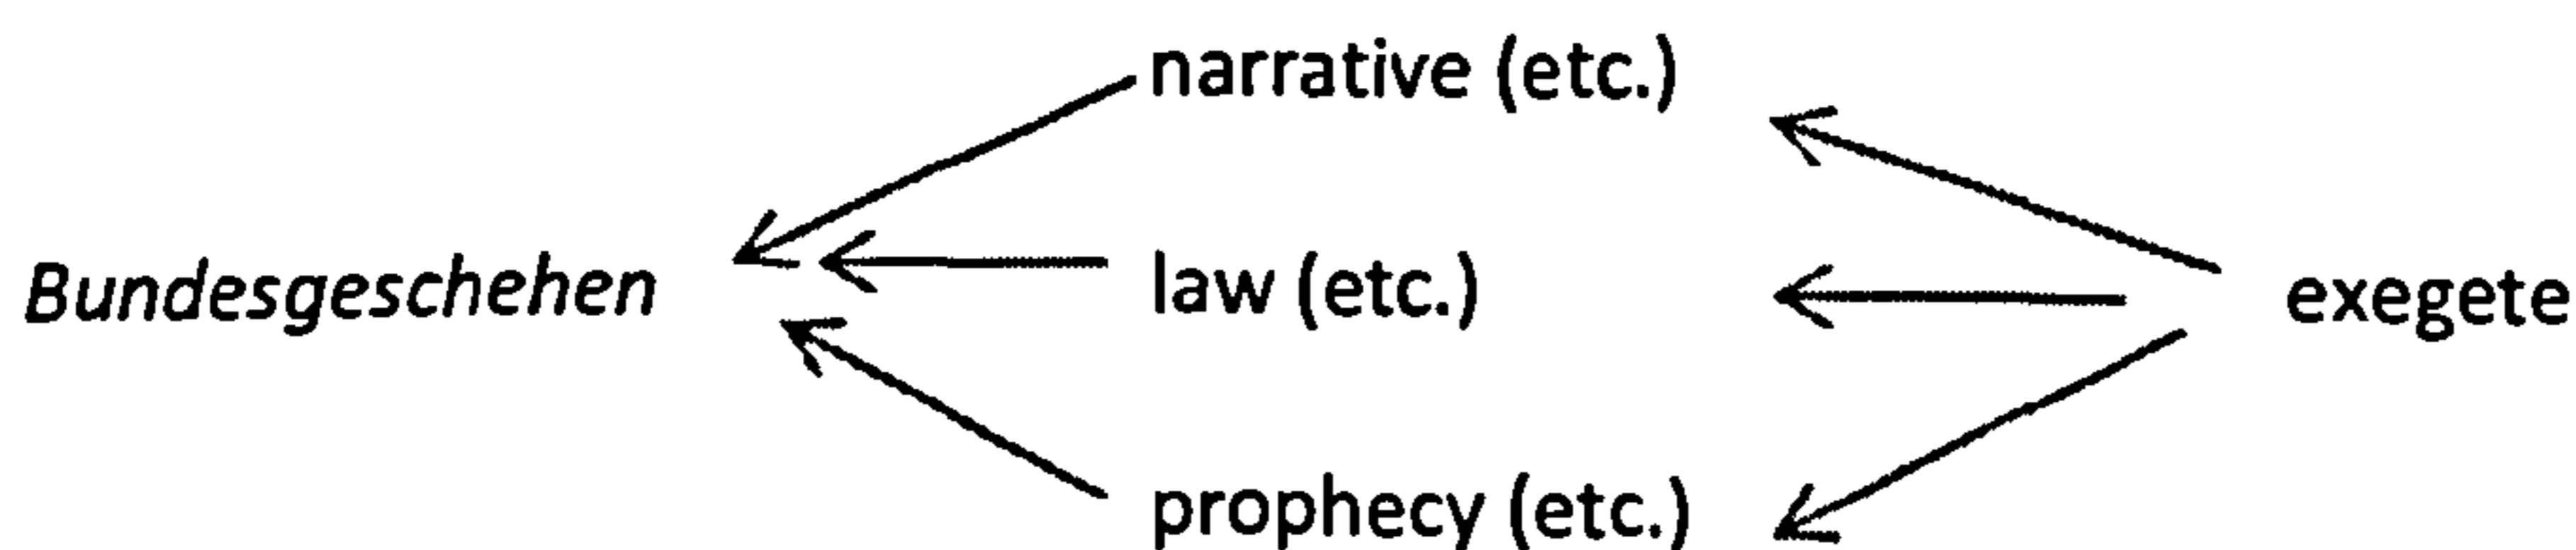 narrative (etc.)
Bundesgeschehen law (etc.) exegete
prophecy (etc.)